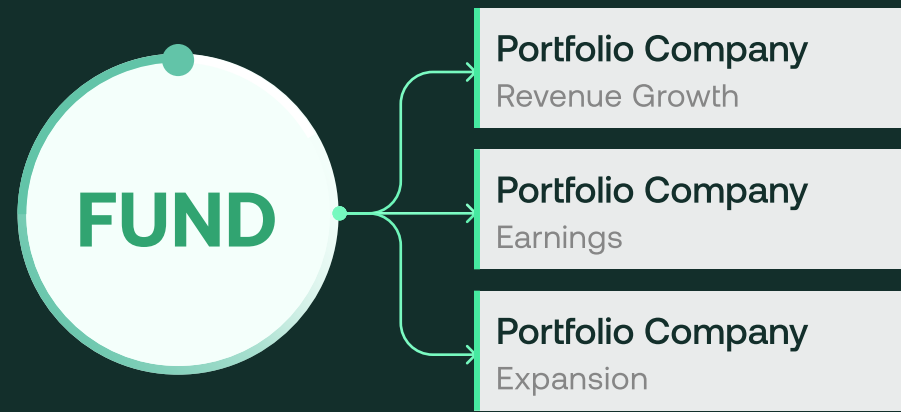 FUND
Portfolio Company
Revenue Growth
Portfolio Company
Earnings
Portfolio Company
Expansion